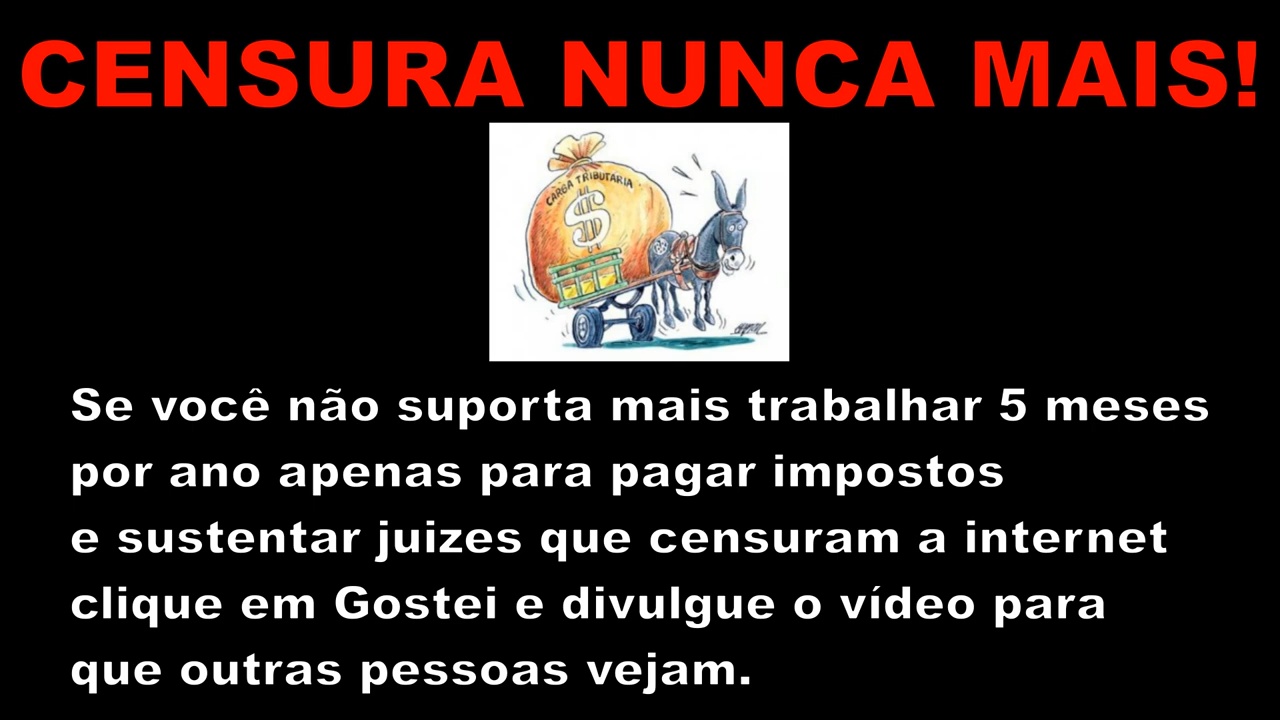 CENSURA NUNCA MAIS!
CARGA TRIBUTARIA
$
Se você não suporta mais trabalhar 5 meses
por ano apenas para pagar impostos
e sustentar juizes que censuram a internet
clique em Gostei e divulgue o vídeo para
que outras pessoas vejam.